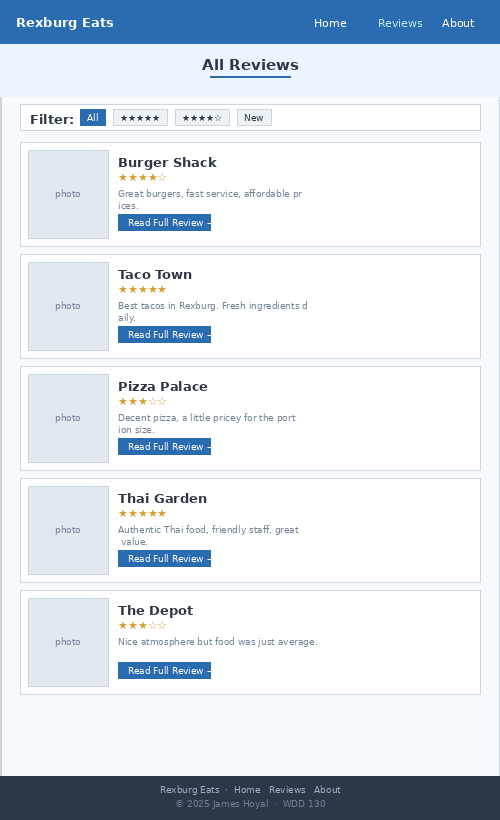 Rexburg Eats Home Reviews About
All Reviews
Filter: All ★★★★★ ★★★★☆ New
photo
Burger Shack
★★★★☆
Great burgers, fast service, affordable pr
ices.
Read Full Review –
photo
Taco Town
★★★★★
Best tacos in Rexburg. Fresh ingredients d
aily.
Read Full Review –
photo
Pizza Palace
★★★☆☆
Decent pizza, a little pricey for the port
ion size.
Read Full Review –
photo
Thai Garden
★★★★★
Authentic Thai food, friendly staff, great
value.
Read Full Review –
photo
The Depot
★★★☆☆
Nice atmosphere but food was just average.
Read Full Review –
Rexburg Eats · Home Reviews About
© 2025 James Hoyal · WDD 130